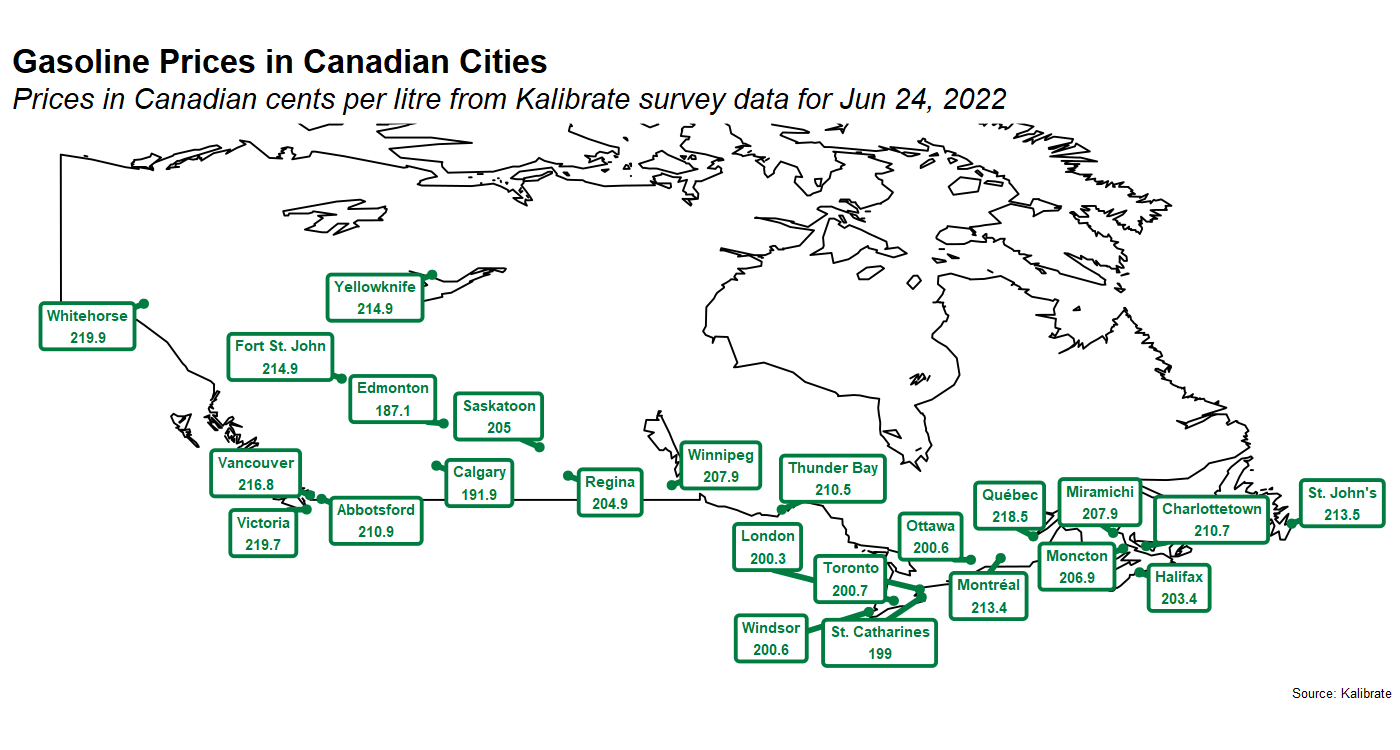 Gasoline Prices in Canadian Cities
Prices in Canadian cents per litre from Kalibrate survey data for Jun 24, 2022
Yellowknife
214.9
Whitehorse
219.9
Fort St. John
214.9
Edmonton
187.1
Saskatoon
205
Vancouver
216.8
Calgary
191.9
Regina
204.9
Winnipeg
207.9
Thunder Bay
210.5
Victoria
219.7
Abbotsford
210.9
London
200.3
Toronto
200.7
Ottawa
200.6
Québec
218.5
Miramichi
207.9
Charlottetown
210.7
St. John's
213.5
Moncton
206.9
Halifax
203.4
Montréal
213.4
Windsor
200.6
St. Catharines
199
Source: Kalibrate